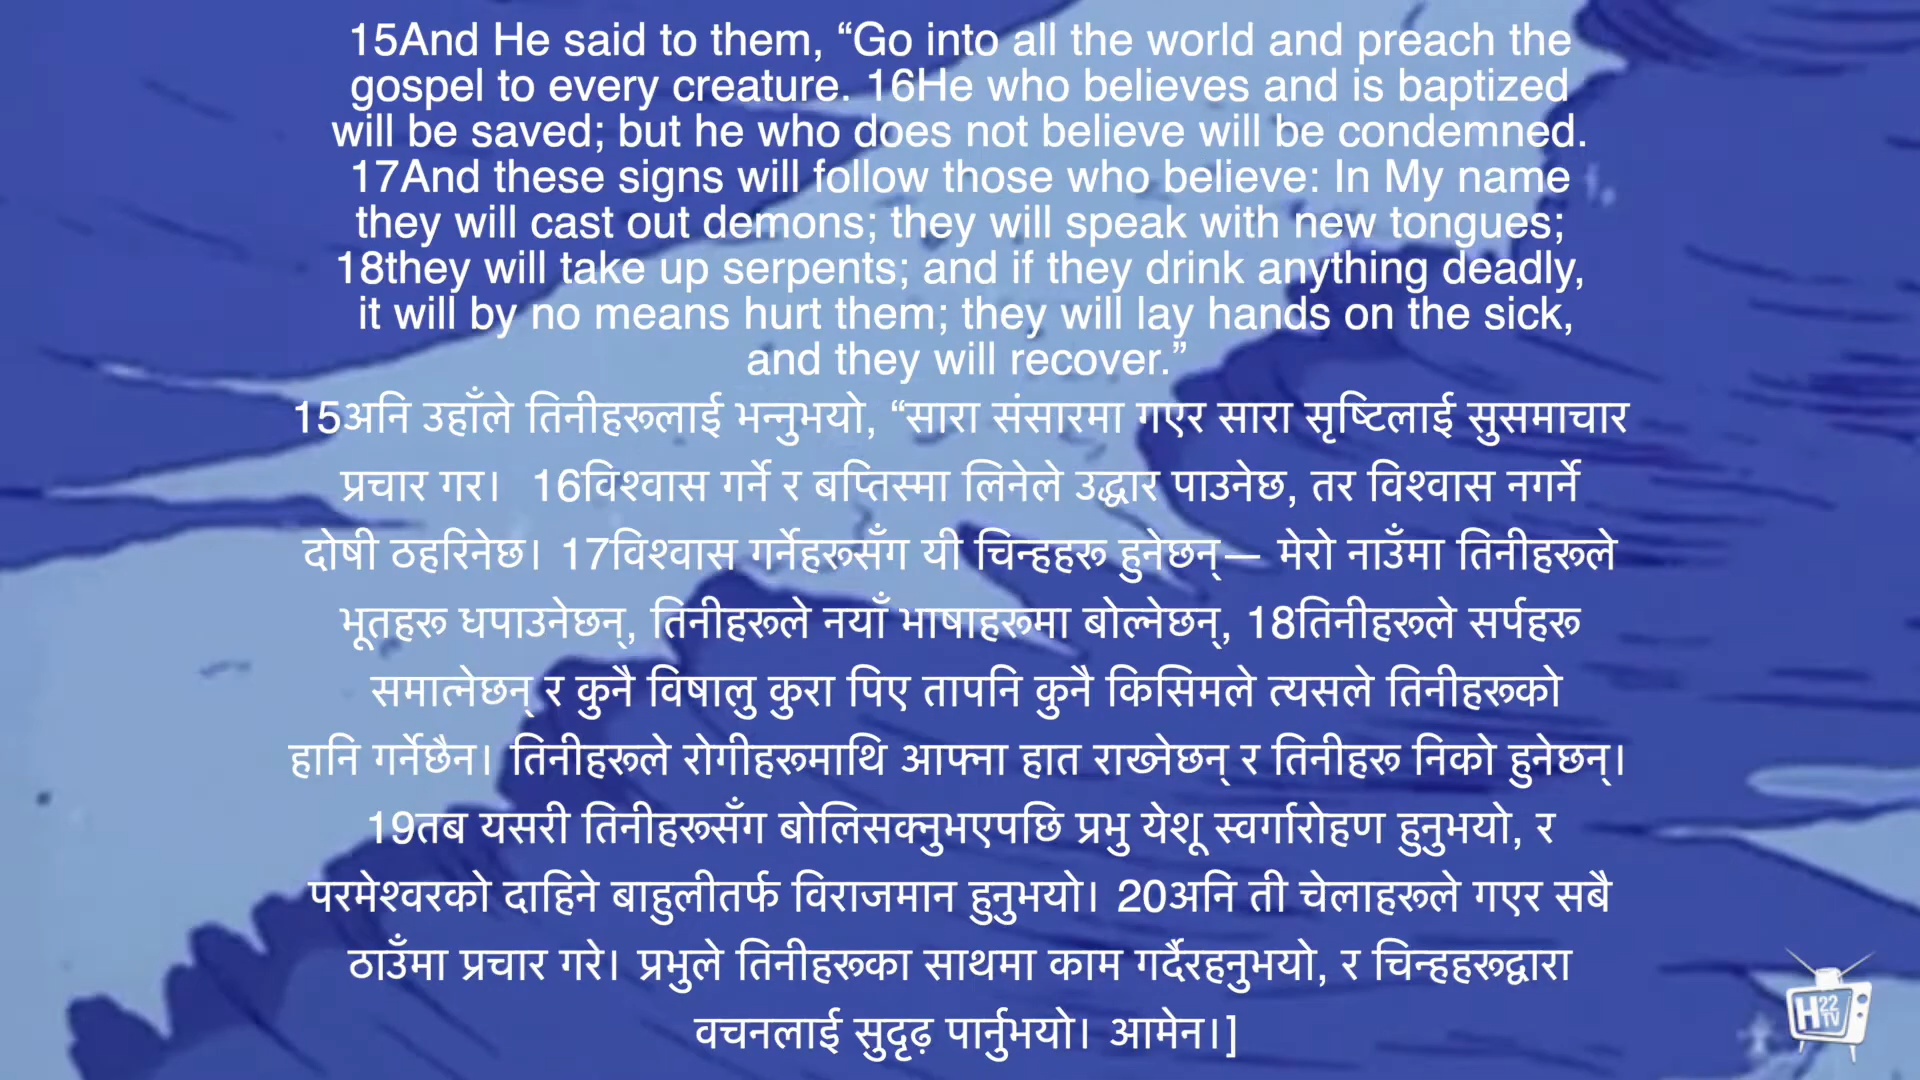 15And He said to them, “Go into all the world and preach the
gospel to every creature. 16He who believes and is baptized
will be saved; but he who does not believe will be condemned.
17And these signs will follow those who believe: In My name
they will cast out demons; they will speak with new tongues;
18they will take up serpents; and if they drink anything deadly,
it will by no means hurt them; they will lay hands on the sick,
and they will recover.”
15अनि उहाँले तिनीहरूलाई भन्नुभयो, “सारा संसारमा गएर सारा सृष्टिलाई सुसमाचार
प्रचार गर।  16विश्वास गर्ने र बप्तिस्मा लिनेले उद्धार पाउनेछ, तर विश्वास नगर्ने
दोषी ठहरिनेछ। 17विश्वास गर्नेहरूसँग यी चिन्हहरू हुनेछन्— मेरो नाउँमा तिनीहरूले
भूतहरू धपाउनेछन्, तिनीहरूले नयाँ भाषाहरूमा बोल्नेछन्, 18तिनीहरूले सर्पहरू
समात्नेछन् र कुनै विषालु कुरा पिए तापनि कुनै किसिमले त्यसले तिनीहरूको
हानि गर्नेछैन। तिनीहरूले रोगीहरूमाथि आफ्ना हात राख्नेछन् र तिनीहरू निको हुनेछन्।
19तब यसरी तिनीहरूसँग बोलिसक्नुभएपछि प्रभु येशू स्वर्गारोहण हुनुभयो, र
परमेश्वरको दाहिने बाहुलीतर्फ विराजमान हुनुभयो। 20अनि ती चेलाहरूले गएर सबै
ठाउँमा प्रचार गरे। प्रभुले तिनीहरूका साथमा काम गर्दैरहनुभयो, र चिन्हहरूद्वारा
वचनलाई सुदृढ़ पार्नुभयो। आमेन।]
H22
TV